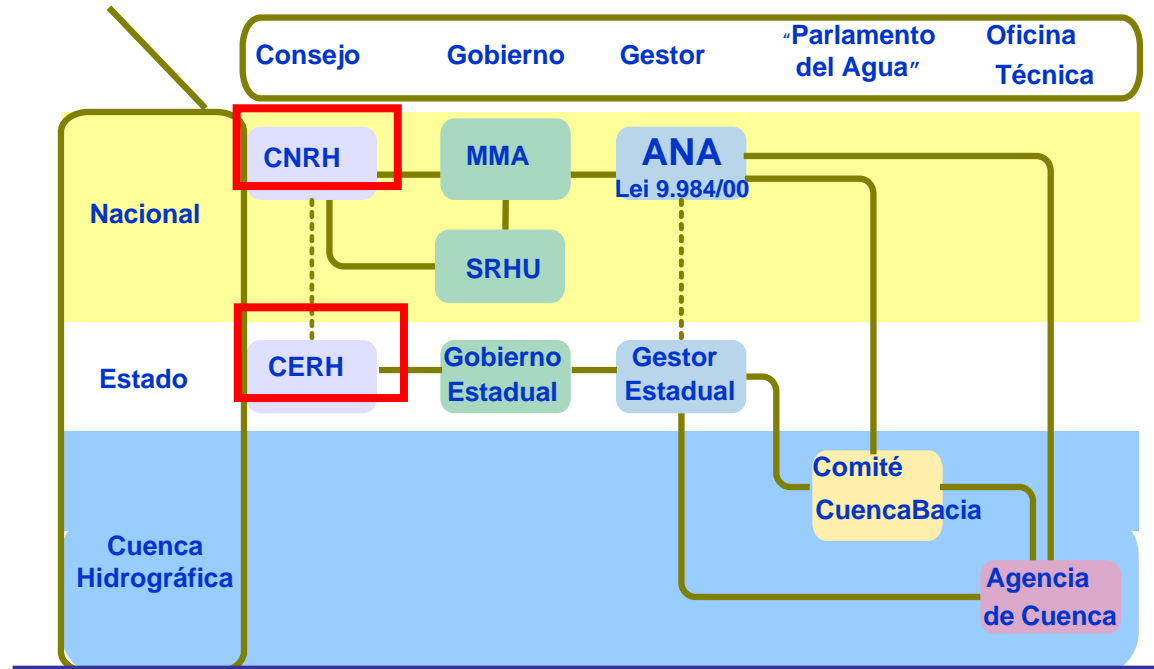 Consejo
Gobierno
Gestor
“Parlamento
del Agua”
Oficina
Técnica
Nacional
CNRH
MMA
ANA
Lei 9.984/00
SRHU
Estado
CERH
Gobierno
Estadual
Gestor
Estadual
Cuenca
Hidrográfica
Comité
CuencaBacia
Agencia
de Cuenca